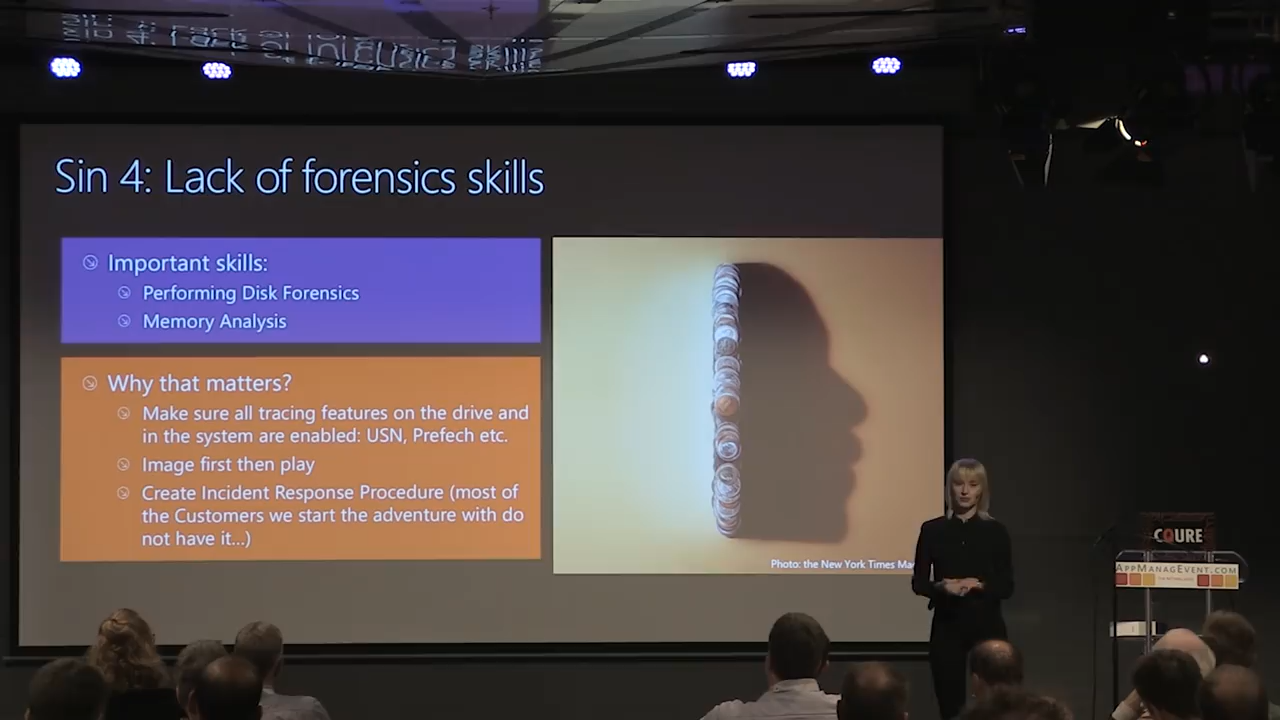 Sin 4: Lack of forensics skills
Important skills:
Performing Disk Forensics
Memory Analysis
Why that matters?
Make sure all tracing features on the drive and
in the system are enabled: USN, Prefech etc.
Image first then play
Create Incident Response Procedure (most of
the Customers we start the adventure with do
not have it...)
Photo: the New York Times
CQURE
APPMANAGEVENT.COM